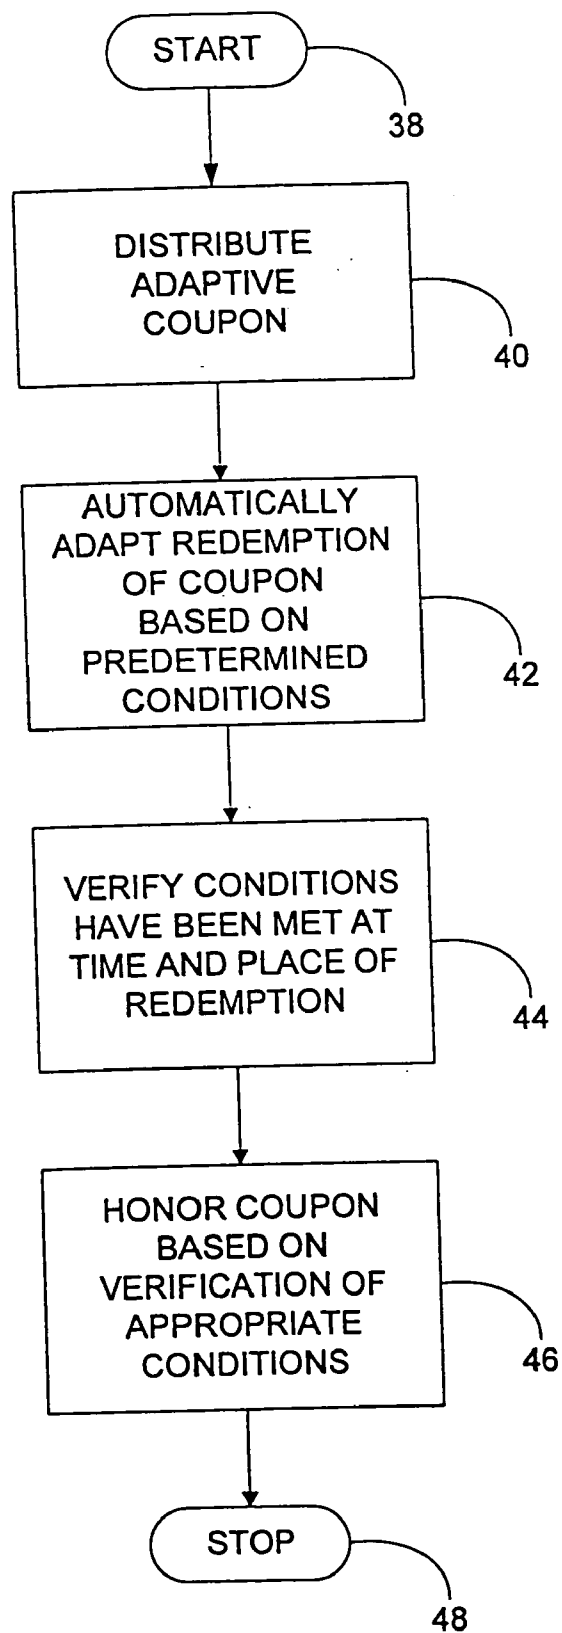 START
38
DISTRIBUTE
ADAPTIVE
COUPON
40
AUTOMATICALLY
ADAPT REDEMPTION
OF COUPON
BASED ON
PREDETERMINED
CONDITIONS
42
VERIFY CONDITIONS
HAVE BEEN MET AT
TIME AND PLACE OF
REDEMPTION
44
HONOR COUPON
BASED ON
VERIFICATION OF
APPROPRIATE
CONDITIONS
46
STOP
48